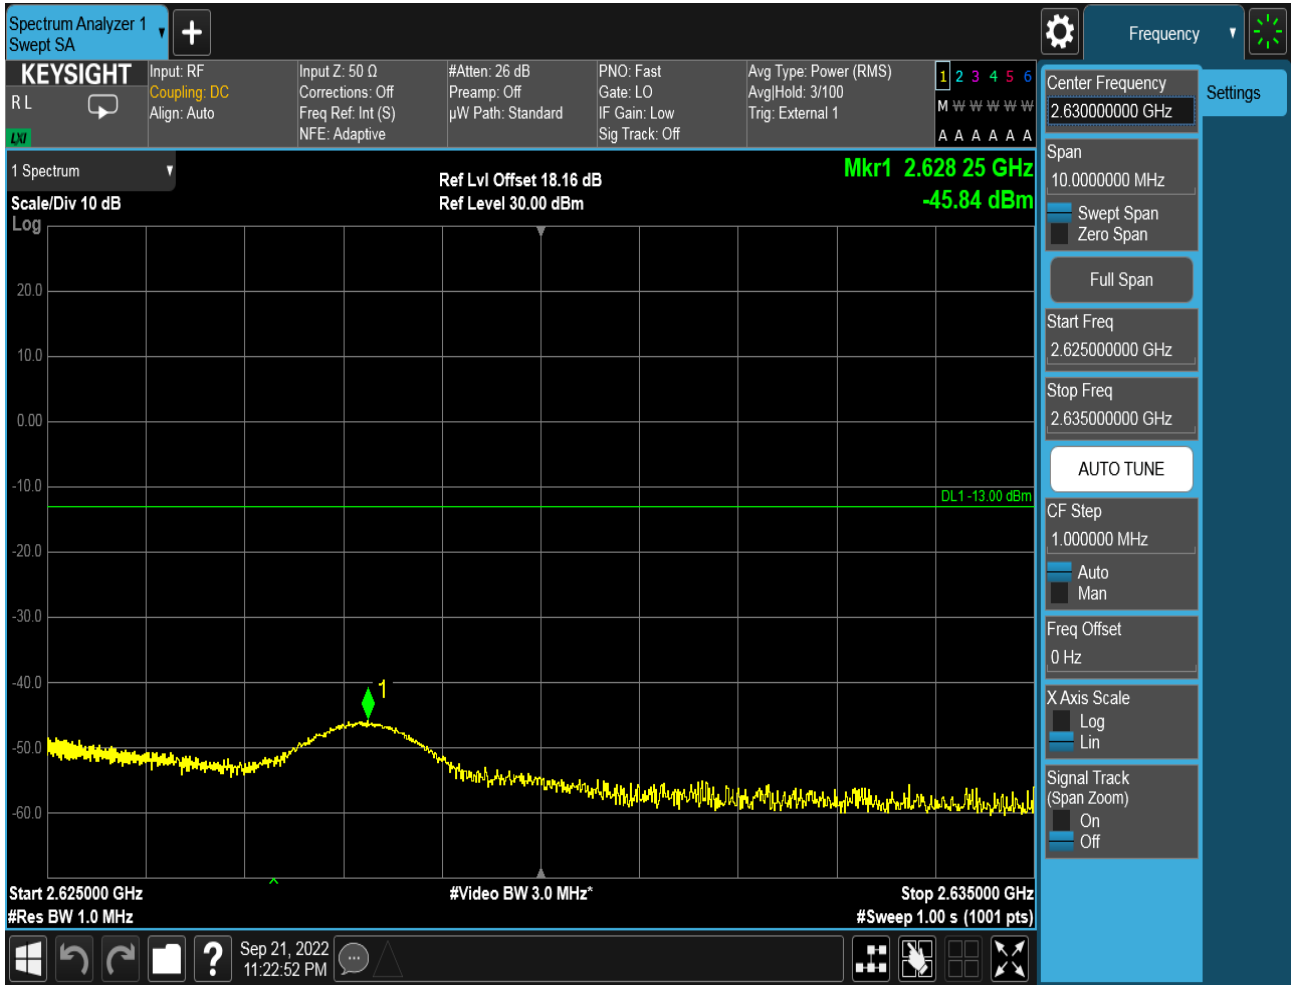 Spectrum Analyzer 1
Swept SA
+
Frequency
KEYSIGHT
R L
LXI
Input: RF
Coupling: DC
Align: Auto
Input Z: 50 Ω
Corrections: Off
Freq Ref: Int (S)
NFE: Adaptive
#Atten: 26 dB
Preamp: Off
µW Path: Standard
PNO: Fast
Gate: LO
IF Gain: Low
Sig Track: Off
Avg Type: Power (RMS)
Avg|Hold: 3/100
Trig: External 1
1 2 3 4 5 6
M W W W W W
A A A A A A
1 Spectrum
Scale/Div 10 dB
Log
Ref Lvl Offset 18.16 dB
Ref Level 30.00 dBm
Mkr1 2.628 25 GHz
-45.84 dBm
20.0
10.0
0.00
-10.0
DL1 -13.00 dBm
-20.0
-30.0
-40.0
1
-50.0
-60.0
Start 2.625000 GHz
#Res BW 1.0 MHz
#Video BW 3.0 MHz*
Stop 2.635000 GHz
#Sweep 1.00 s (1001 pts)
?
Sep 21, 2022
11:22:52 PM
Center Frequency
2.630000000 GHz
Settings
Span
10.0000000 MHz
Swept Span
Zero Span
Full Span
Start Freq
2.625000000 GHz
Stop Freq
2.635000000 GHz
AUTO TUNE
CF Step
1.000000 MHz
Auto
Man
Freq Offset
0 Hz
X Axis Scale
Log
Lin
Signal Track
(Span Zoom)
On
Off